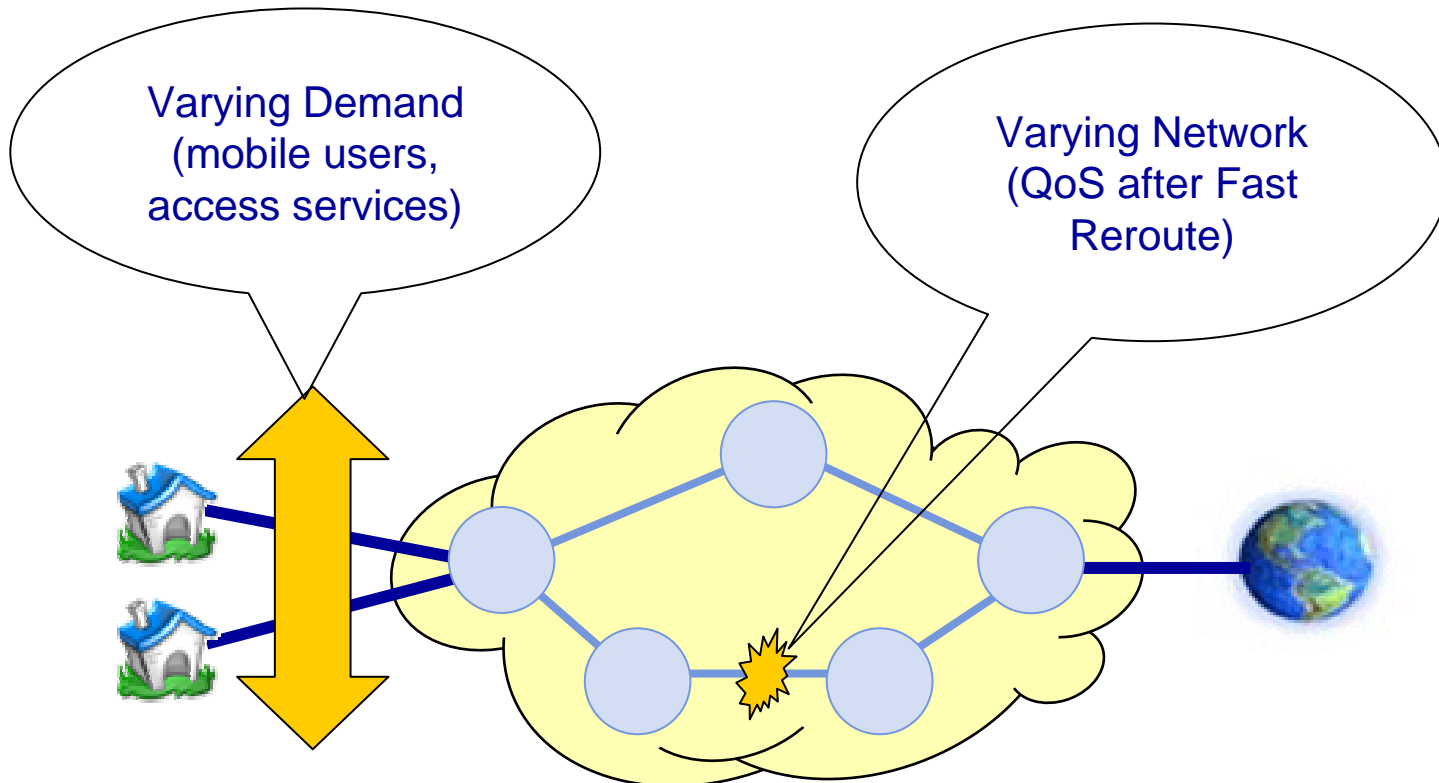 Varying Demand
(mobile users,
access services)
Varying Network
(QoS after Fast
Reroute)